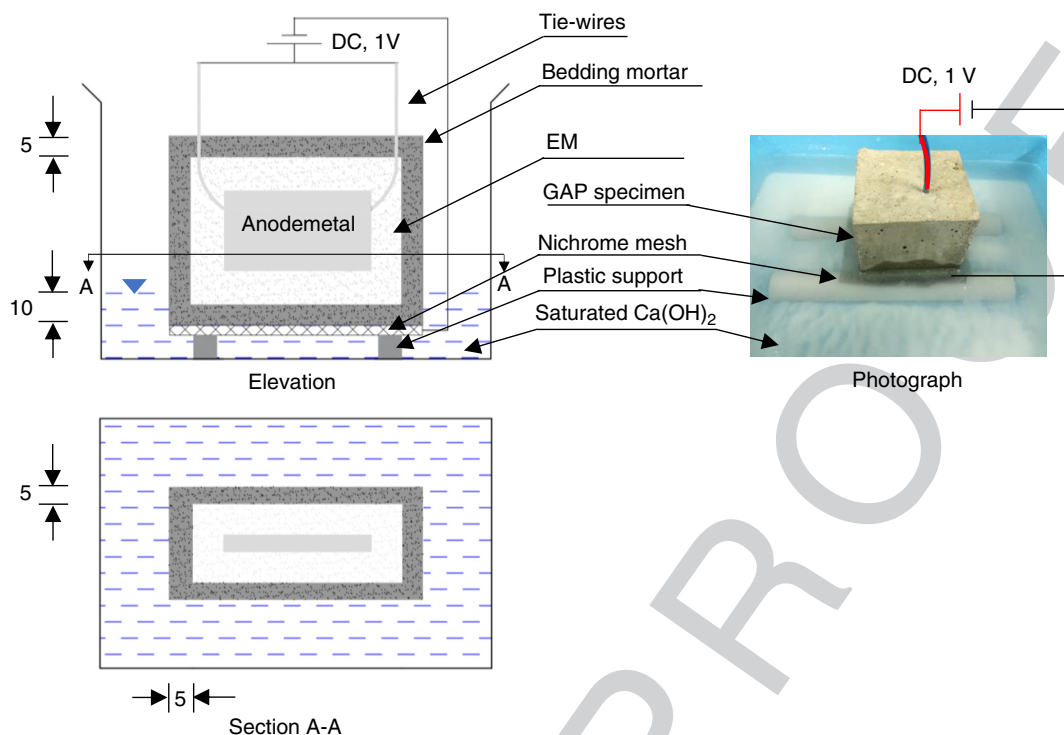 DC, 1V
Tie-wires
Bedding mortar
5
EM
Anodemetal
GAP specimen
Nichrome mesh
A
A
Plastic support
10
Saturated Ca(OH)₂
Elevation
DC, 1 V
Photograph
5
5
Section A-A
PROOF